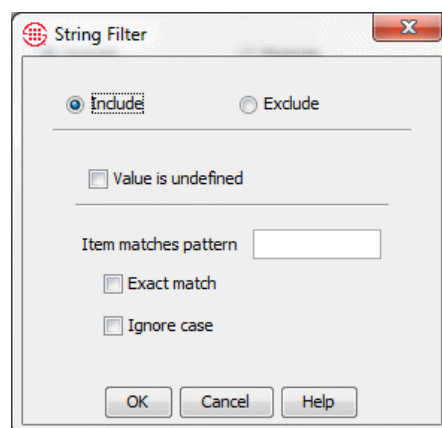 String Filter
Include Exclude
Value is undefined
Item matches pattern
Exact match
Ignore case
OK Cancel Help